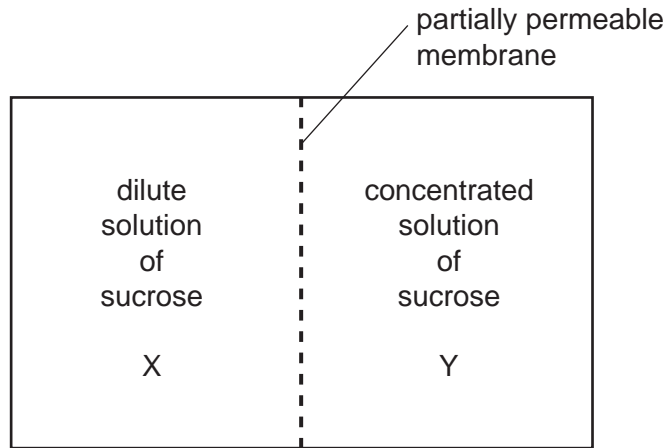 partially permeable
membrane
dilute
solution
of
sucrose
X
concentrated
solution
of
sucrose
Y